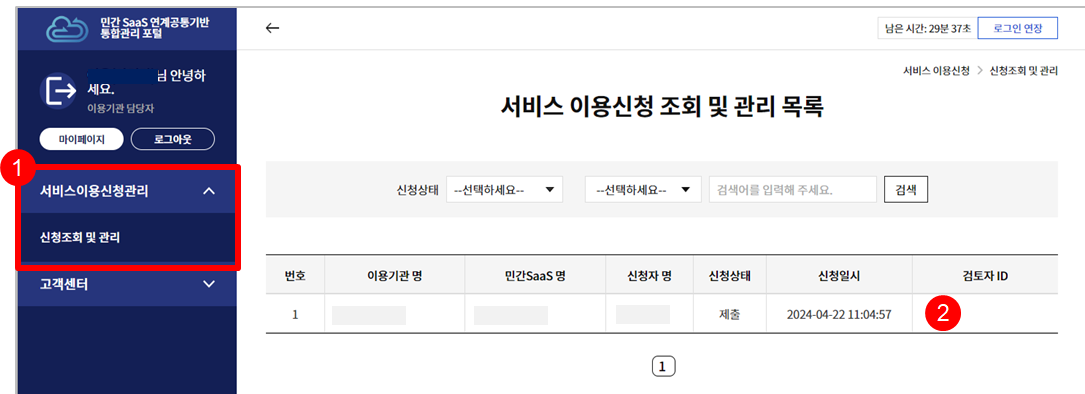 민간 SaaS 연계공통기반
통합관리 포털
님 안녕하
세요.
이용기관 담당자
마이페이지 로그아웃
1
서비스이용신청관리
신청조회 및 관리
고객센터
←
남은 시간: 29분 37초 로그인 연장
서비스 이용신청 > 신청조회 및 관리
서비스 이용신청 조회 및 관리 목록
신청상태 --선택하세요-- --선택하세요-- 검색어를 입력해 주세요. 검색
번호 이용기관 명 민간SaaS 명 신청자 명 신청상태 신청일시 검토자 ID
1 제출 2024-04-22 11:04:57 2
1